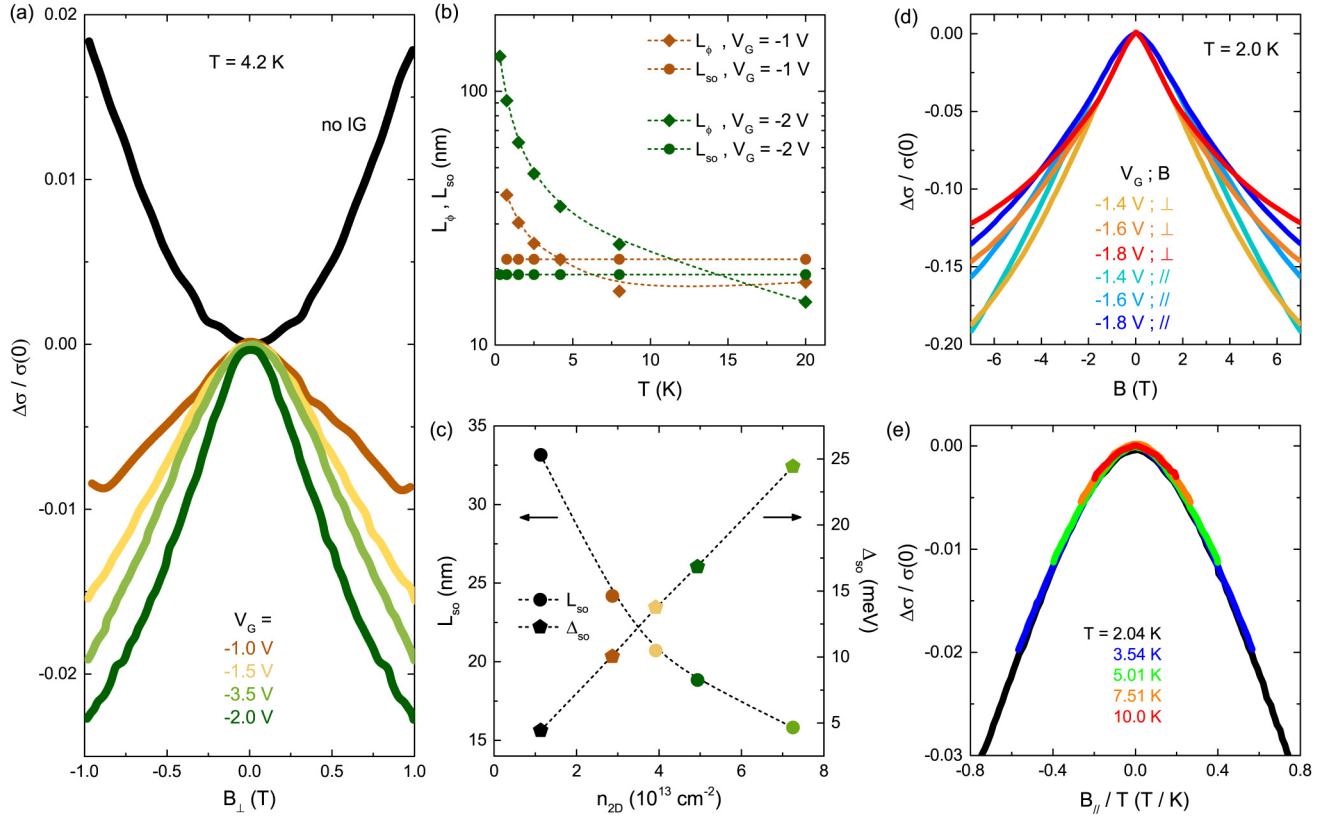 (a)
T = 4.2 K
no IG
V_G =
-1.0 V
-1.5 V
-3.5 V
-2.0 V
0.02
0.01
0.00
-0.01
-0.02
Δσ / σ(0)
-1.0 -0.5 0.0 0.5 1.0
B_⊥ (T)
(b)
L_ϕ , V_G = -1 V
L_so , V_G = -1 V
L_ϕ , V_G = -2 V
L_so , V_G = -2 V
100
10
L_ϕ , L_so (nm)
0 5 10 15 20
T (K)
(c)
L_so
Δ_so
35
30
25
20
15
L_so (nm)
25
20
15
10
5
Δ_so (meV)
0 2 4 6 8
n_2D (10^13 cm^-2)
(d)
T = 2.0 K
V_G ; B
-1.4 V ; ⊥
-1.6 V ; ⊥
-1.8 V ; ⊥
-1.4 V ; //
-1.6 V ; //
-1.8 V ; //
0.00
-0.05
-0.10
-0.15
-0.20
Δσ / σ(0)
-6 -4 -2 0 2 4 6
B (T)
(e)
T = 2.04 K
3.54 K
5.01 K
7.51 K
10.0 K
0.00
-0.01
-0.02
-0.03
Δσ / σ(0)
-0.8 -0.4 0.0 0.4 0.8
B_// / T (T / K)